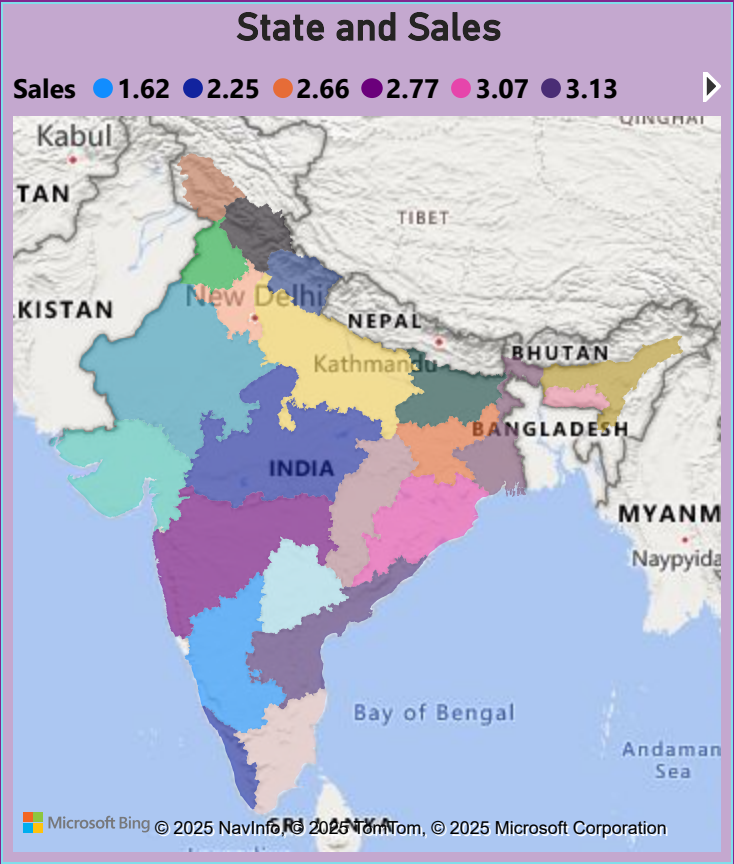 State and Sales
Sales 1.62 2.25 2.66 2.77 3.07 3.13
QINGHAI
Kabul
TAN
TIBET
New Delhi
KISTAN
NEPAL
BHUTAN
Kathmandu
BANGLADESH
INDIA
MYANM
Naypyida
Bay of Bengal
Andaman
Sea
Microsoft Bing
© 2025 NavInfo, © 2025 TomTom, © 2025 Microsoft Corporation
SRI LANKA